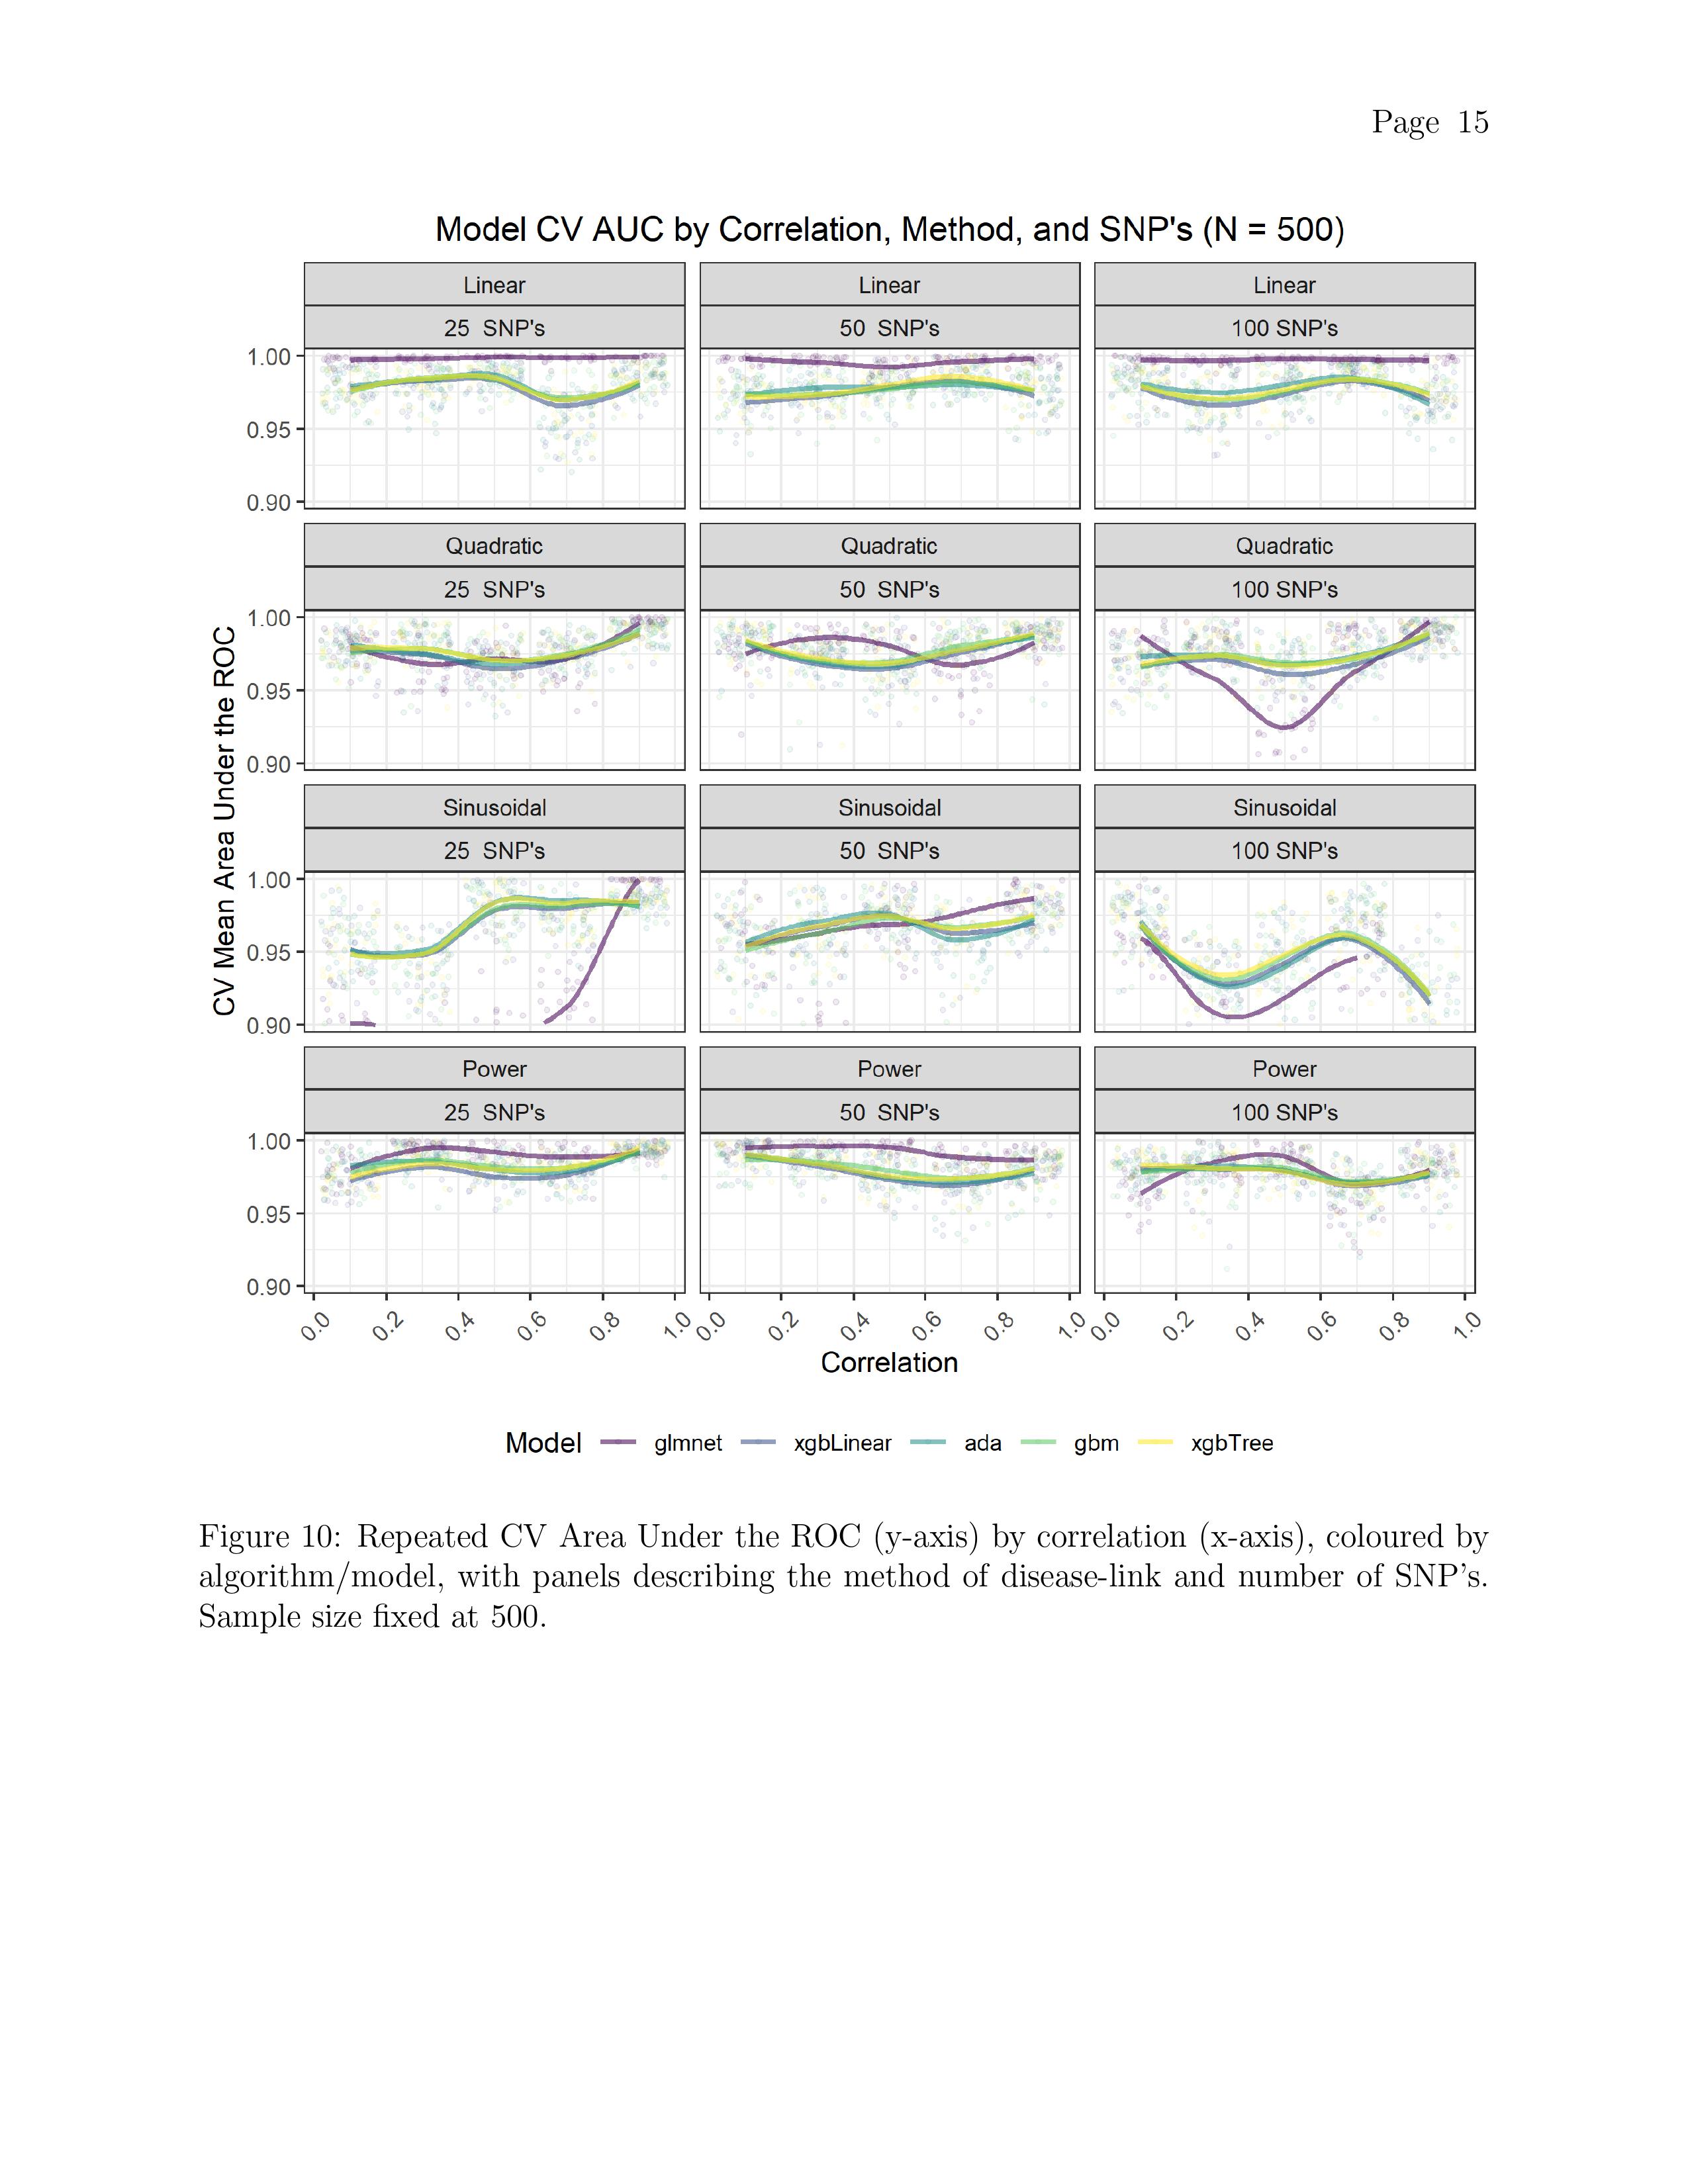 Page 15
Model CV AUC by Correlation, Method, and SNP's (N = 500)
Linear
Linear
Linear
25 SNP's
50 SNP's
100 SNP's
1.00
0.95
0.90
Quadratic
Quadratic
Quadratic
25 SNP's
50 SNP's
100 SNP's
1.00
0.95
0.90
CV Mean Area Under the ROC
Sinusoidal
Sinusoidal
Sinusoidal
25 SNP's
50 SNP's
100 SNP's
1.00
0.95
0.90
Power
Power
Power
25 SNP's
50 SNP's
100 SNP's
1.00
0.95
0.90
0.0 0.2 0.4 0.6 0.8 1.0
0.0 0.2 0.4 0.6 0.8 1.0
0.0 0.2 0.4 0.6 0.8 1.0
Correlation
Model glmnet xgbLinear ada gbm xgbTree
Figure 10: Repeated CV Area Under the ROC (y-axis) by correlation (x-axis), coloured by
algorithm/model, with panels describing the method of disease-link and number of SNP's.
Sample size fixed at 500.